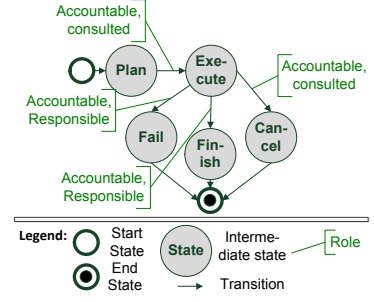 Accountable,
consulted
Plan
Exe-
cute
Accountable,
consulted
Accountable,
Responsible
Fail
Fin-
ish
Can-
cel
Accountable,
Responsible
Legend:
Start
State
End
State
State
Interme-
diate state
Role
Transition